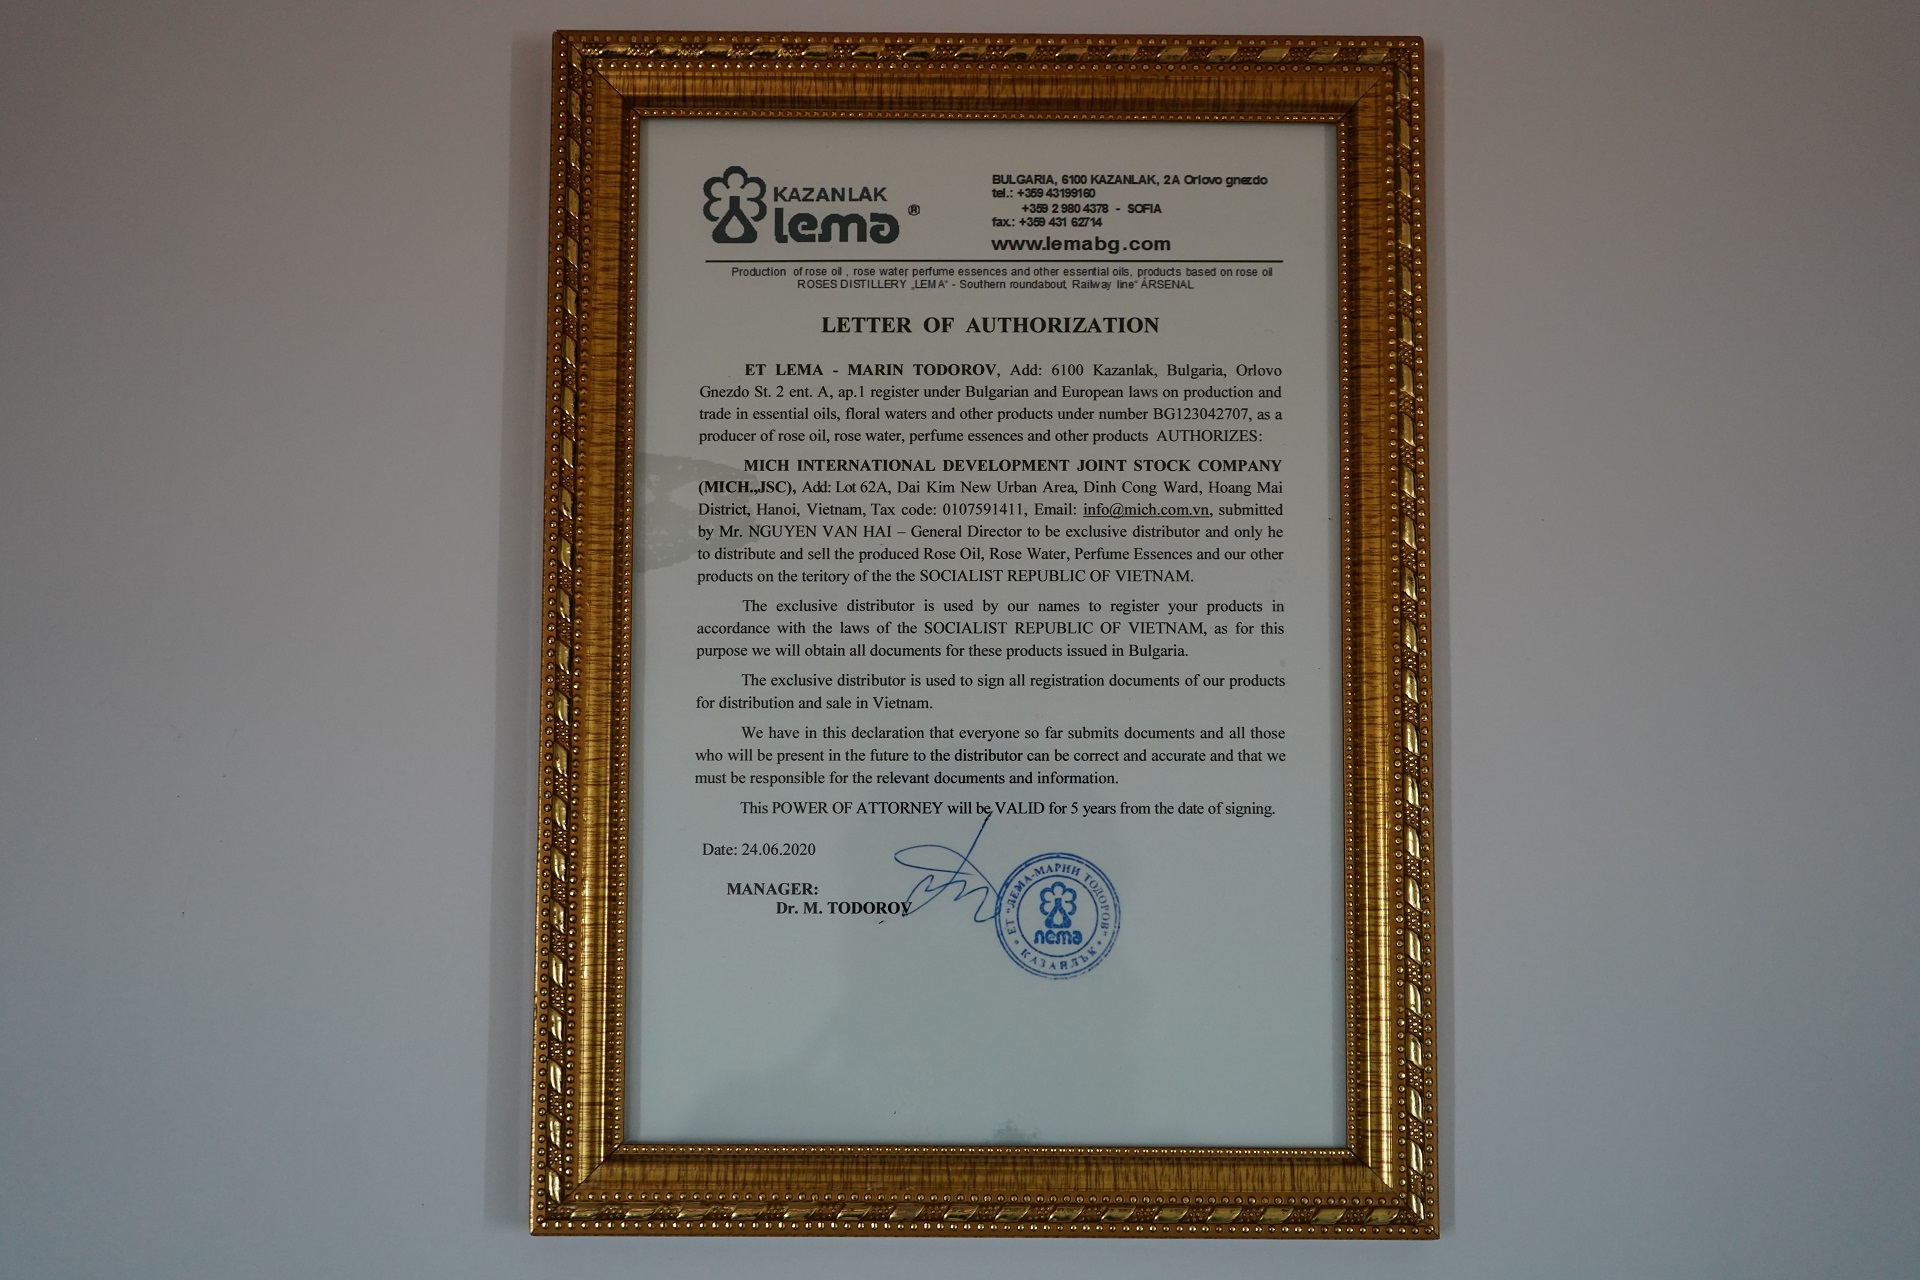 KAZANLAK
lema ®
BULGARIA, 6100 KAZANLAK, 2A Orlovo gnezdo
tel.: +359 43199160
+359 2 980 4378 - SOFIA
fax.: +359 431 62714
www.lemabg.com
Production of rose oil , rose water, perfume essences and other essential oils, products based on rose oil
ROSES DISTILLERY „LEMA“ - Southern roundabout, Railway line“ ARSENAL
LETTER OF AUTHORIZATION
ET LEMA - MARIN TODOROV, Add: 6100 Kazanlak, Bulgaria, Orlovo
Gnezdo St. 2 ent. A, ap.1 register under Bulgarian and European laws on production and
trade in essential oils, floral waters and other products under number BG123042707, as a
producer of rose oil, rose water, perfume essences and other products AUTHORIZES:
MICH INTERNATIONAL DEVELOPMENT JOINT STOCK COMPANY
(MICH.,JSC), Add: Lot 62A, Dai Kim New Urban Area, Dinh Cong Ward, Hoang Mai
District, Hanoi, Vietnam, Tax code: 0107591411, Email: info@mich.com.vn, submitted
by Mr. NGUYEN VAN HAI – General Director to be exclusive distributor and only he
to distribute and sell the produced Rose Oil, Rose Water, Perfume Essences and our other
products on the teritory of the the SOCIALIST REPUBLIC OF VIETNAM.
The exclusive distributor is used by our names to register your products in
accordance with the laws of the SOCIALIST REPUBLIC OF VIETNAM, as for this
purpose we will obtain all documents for these products issued in Bulgaria.
The exclusive distributor is used to sign all registration documents of our products
for distribution and sale in Vietnam.
We have in this declaration that everyone so far submits documents and all those
who will be present in the future to the distributor can be correct and accurate and that we
must be responsible for the relevant documents and information.
This POWER OF ATTORNEY will be VALID for 5 years from the date of signing.
Date: 24.06.2020
MANAGER:
Dr. M. TODOROV
ЕТ "ЛЕМА-МАРИН ТОДОРОВ"
лема
КАЗАНЛЪК